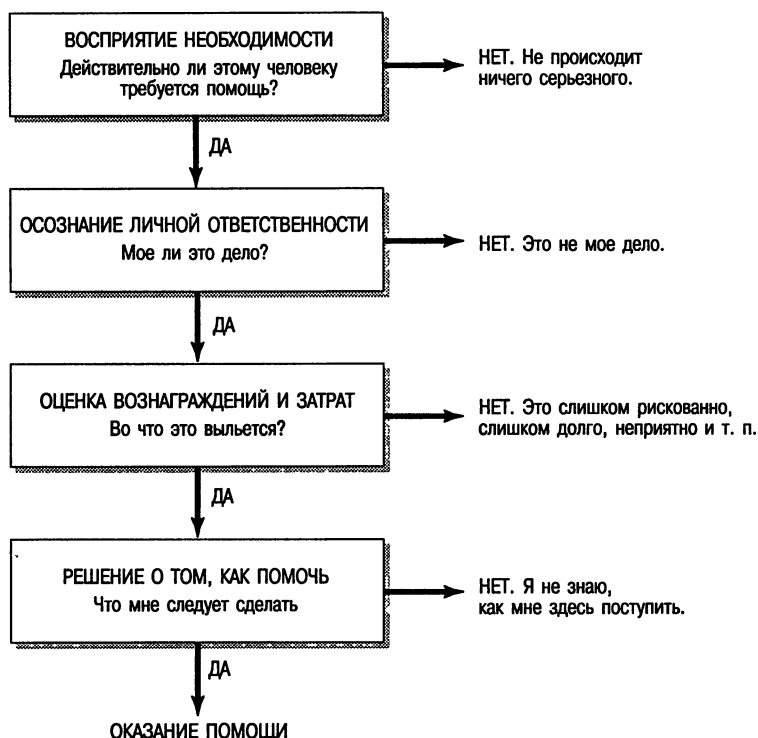 ВОСПРИЯТИЕ НЕОБХОДИМОСТИ
Действительно ли этому человеку
требуется помощь?
НЕТ. Не происходит
ничего серьезного.
ДА
ОСОЗНАНИЕ ЛИЧНОЙ ОТВЕТСТВЕННОСТИ
Мое ли это дело?
НЕТ. Это не мое дело.
ДА
ОЦЕНКА ВОЗНАГРАЖДЕНИЙ И ЗАТРАТ
Во что это выльется?
НЕТ. Это слишком рискованно,
слишком долго, неприятно и т. п.
ДА
РЕШЕНИЕ О ТОМ, КАК ПОМОЧЬ
Что мне следует сделать
НЕТ. Я не знаю,
как мне здесь поступить.
ДА
ОКАЗАНИЕ ПОМОЩИ